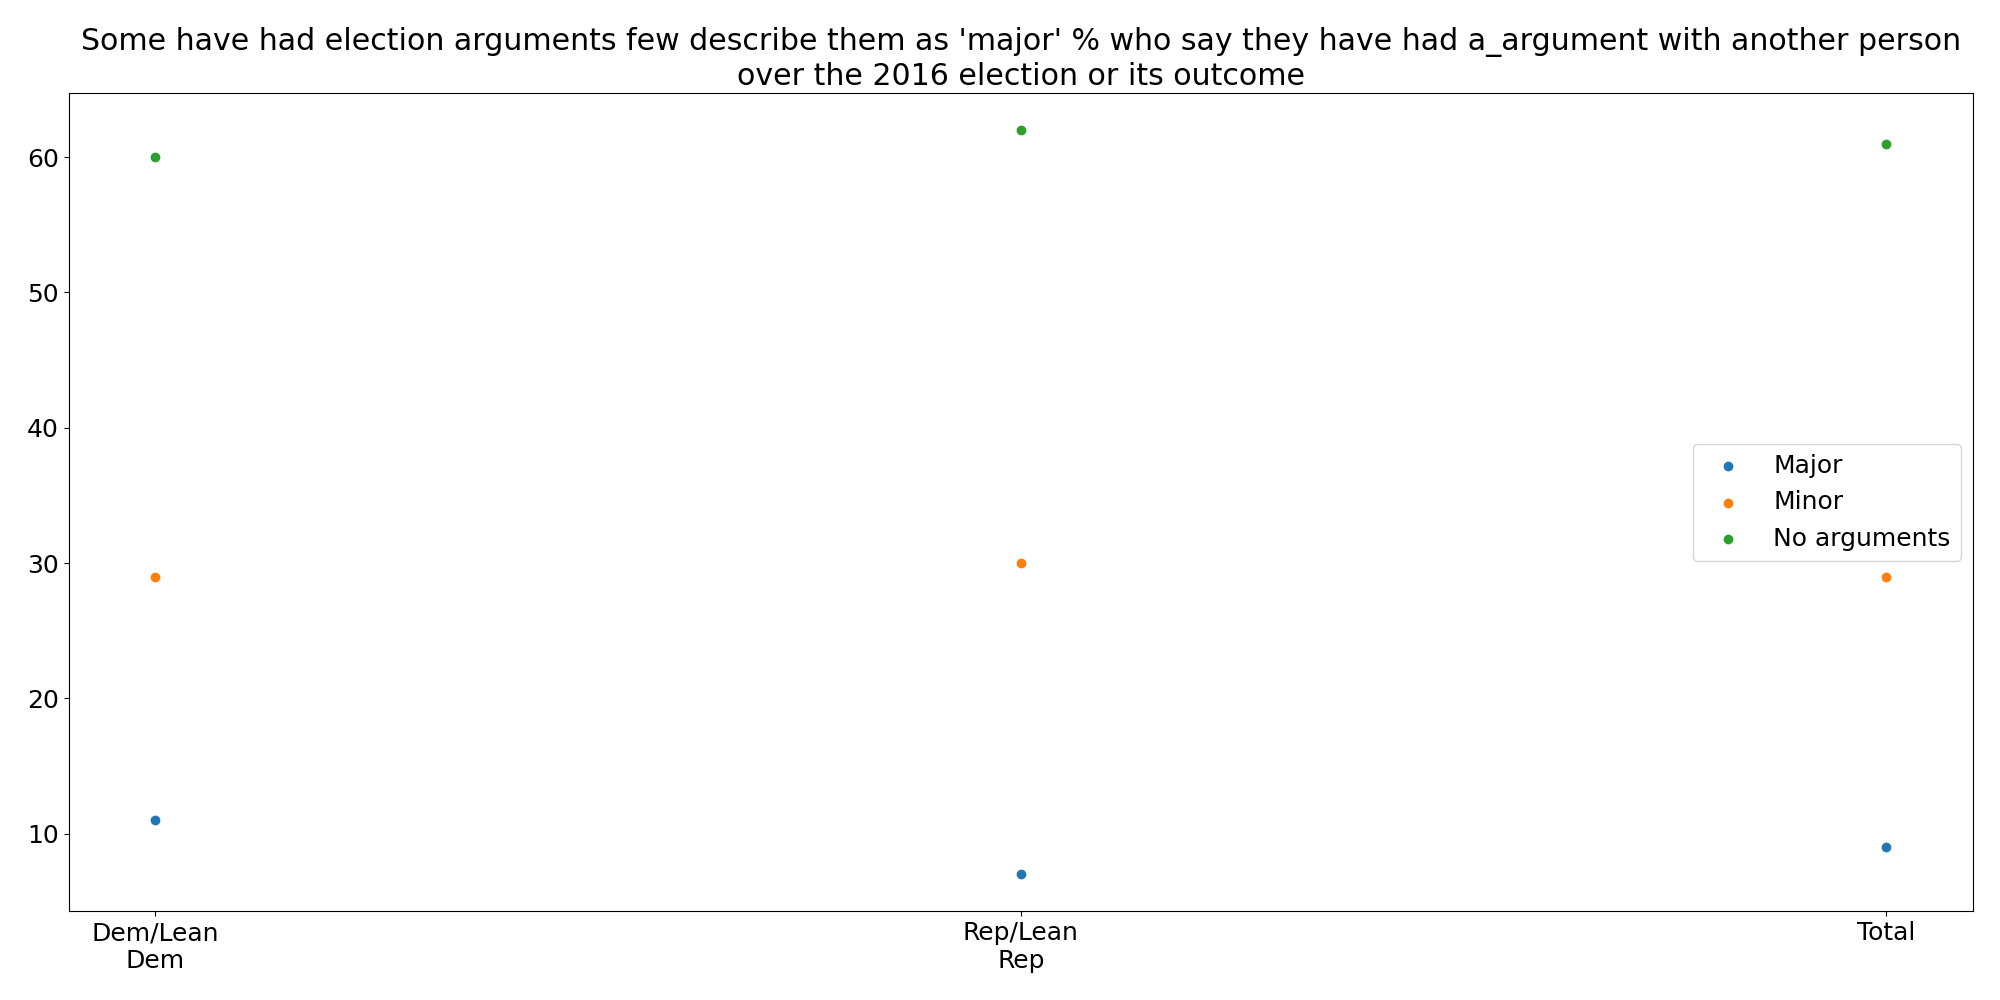 Some have had election arguments few describe them as 'major' % who say they have had a_argument with another person
over the 2016 election or its outcome
60
50
40
30
20
10
Major
Minor
No arguments
Dem/Lean
Dem
Rep/Lean
Rep
Total